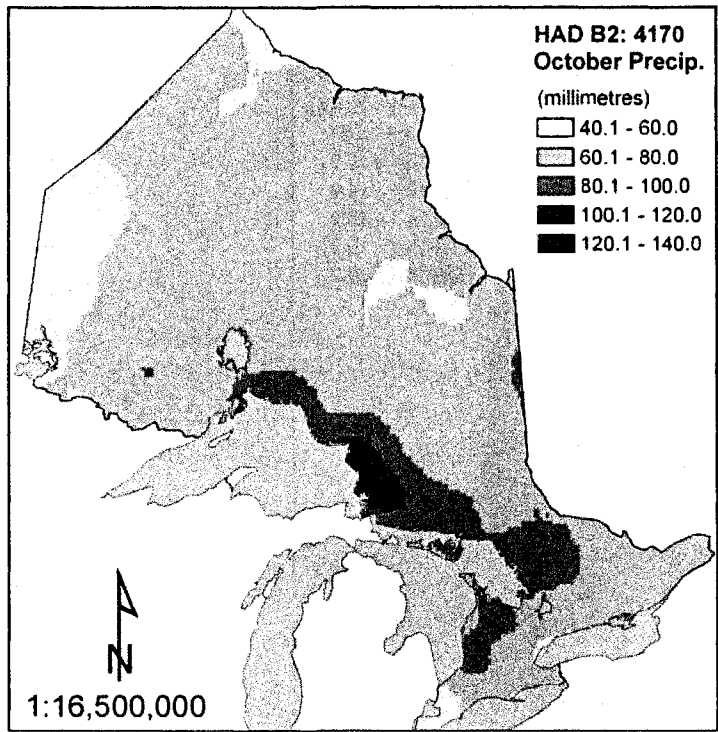 HAD B2: 4170
October Precip.
(millimetres)
40.1 - 60.0
60.1 - 80.0
80.1 - 100.0
100.1 - 120.0
120.1 - 140.0
N
1:16,500,000